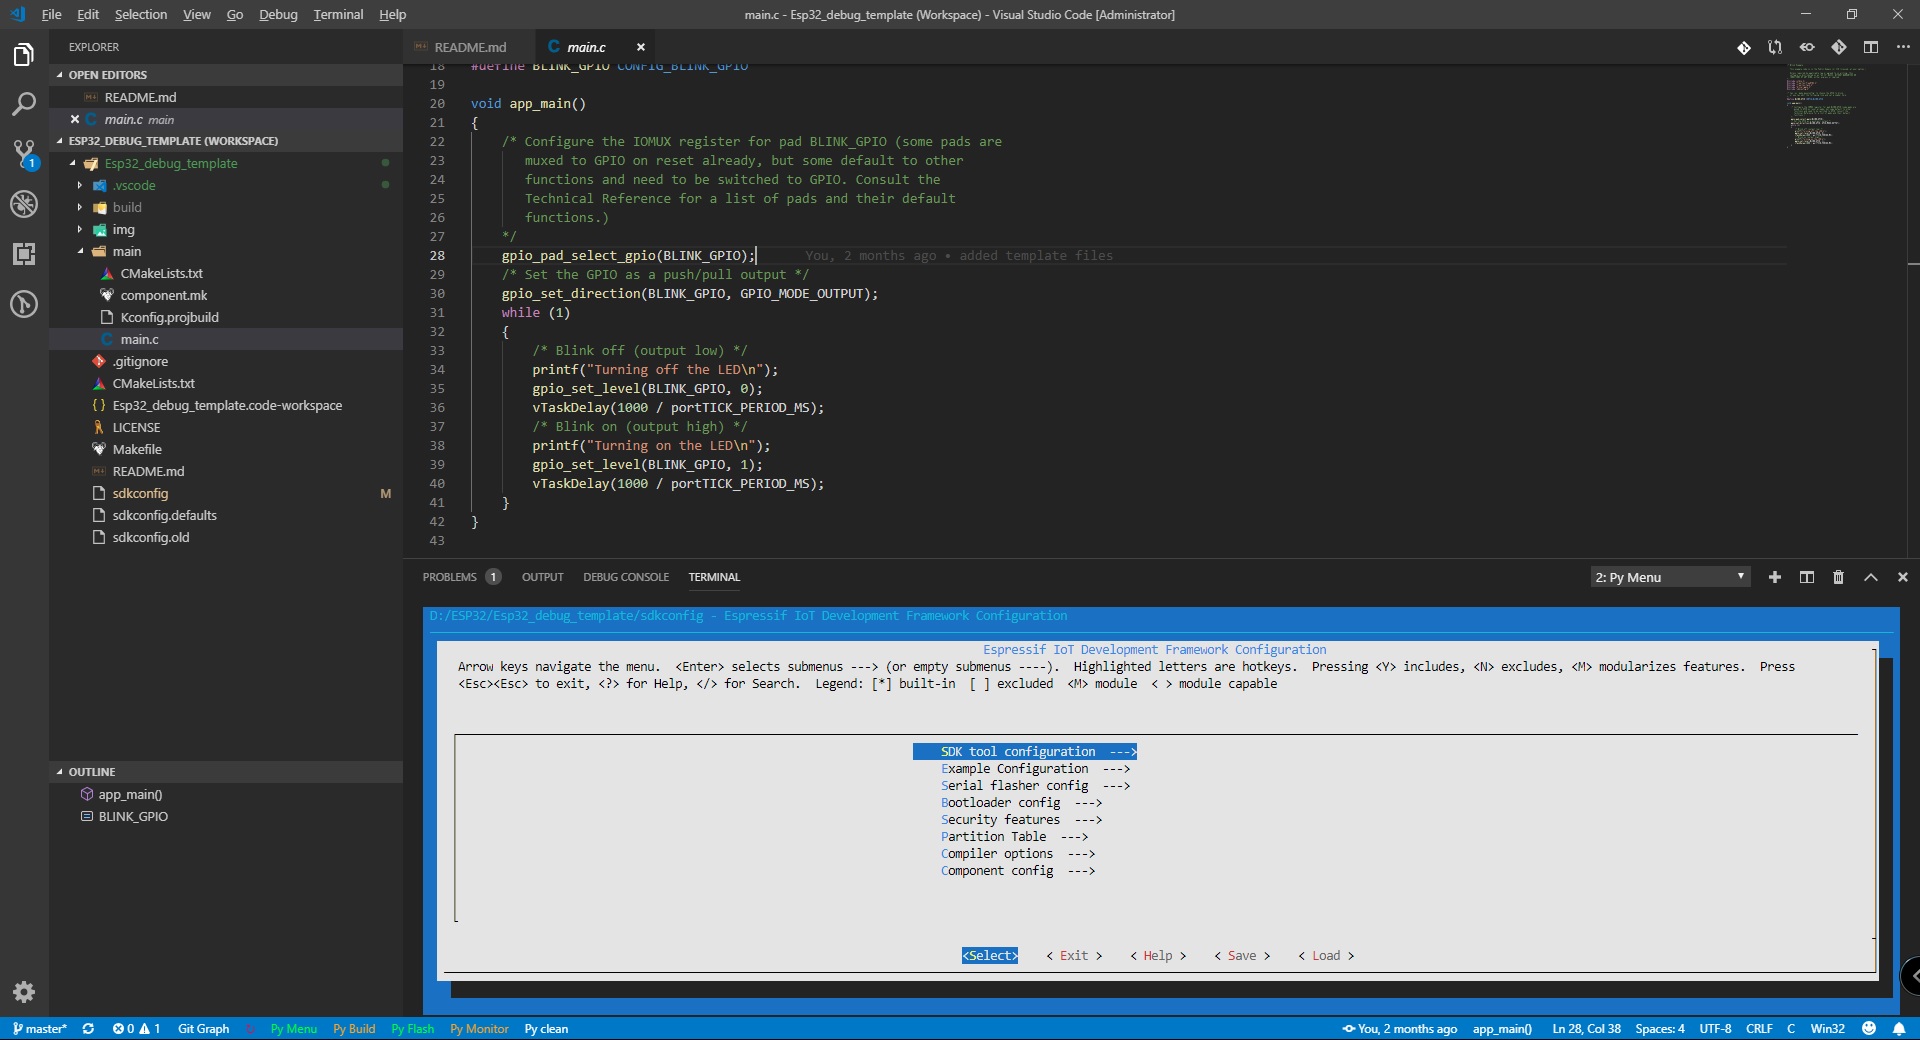 File Edit Selection View Go Debug Terminal Help
main.c - Esp32_debug_template (Workspace) - Visual Studio Code [Administrator]
EXPLORER
OPEN EDITORS
README.md
main.c main
ESP32_DEBUG_TEMPLATE (WORKSPACE)
Esp32_debug_template
.vscode
build
img
main
CMakeLists.txt
component.mk
Kconfig.projbuild
main.c
.gitignore
CMakeLists.txt
Esp32_debug_template.code-workspace
LICENSE
Makefile
README.md
sdkconfig M
sdkconfig.defaults
sdkconfig.old
OUTLINE
app_main()
BLINK_GPIO
README.md main.c
18 #define BLINK_GPIO CONFIG_BLINK_GPIO
19
20 void app_main()
21 {
22 /* Configure the IOMUX register for pad BLINK_GPIO (some pads are
23 muxed to GPIO on reset already, but some default to other
24 functions and need to be switched to GPIO. Consult the
25 Technical Reference for a list of pads and their default
26 functions.)
27 */
28 gpio_pad_select_gpio(BLINK_GPIO); You, 2 months ago • added template files
29 /* Set the GPIO as a push/pull output */
30 gpio_set_direction(BLINK_GPIO, GPIO_MODE_OUTPUT);
31 while (1)
32 {
33 /* Blink off (output low) */
34 printf("Turning off the LED\n");
35 gpio_set_level(BLINK_GPIO, 0);
36 vTaskDelay(1000 / portTICK_PERIOD_MS);
37 /* Blink on (output high) */
38 printf("Turning on the LED\n");
39 gpio_set_level(BLINK_GPIO, 1);
40 vTaskDelay(1000 / portTICK_PERIOD_MS);
41 }
42 }
43
PROBLEMS 1 OUTPUT DEBUG CONSOLE TERMINAL 2: Py Menu
D:/ESP32/Esp32_debug_template/sdkconfig - Espressif IoT Development Framework Configuration
Espressif IoT Development Framework Configuration
Arrow keys navigate the menu. <Enter> selects submenus ---> (or empty submenus ----). Highlighted letters are hotkeys. Pressing <Y> includes, <N> excludes, <M> modularizes features. Press
<Esc><Esc> to exit, <?> for Help, </> for Search. Legend: [*] built-in [ ] excluded <M> module < > module capable
SDK tool configuration --->
Example Configuration --->
Serial flasher config --->
Bootloader config --->
Security features --->
Partition Table --->
Compiler options --->
Component config --->
<Select> < Exit > < Help > < Save > < Load >
master* 0 1 Git Graph Py Menu Py Build Py Flash Py Monitor Py clean You, 2 months ago app_main() Ln 28, Col 38 Spaces: 4 UTF-8 CRLF C Win32